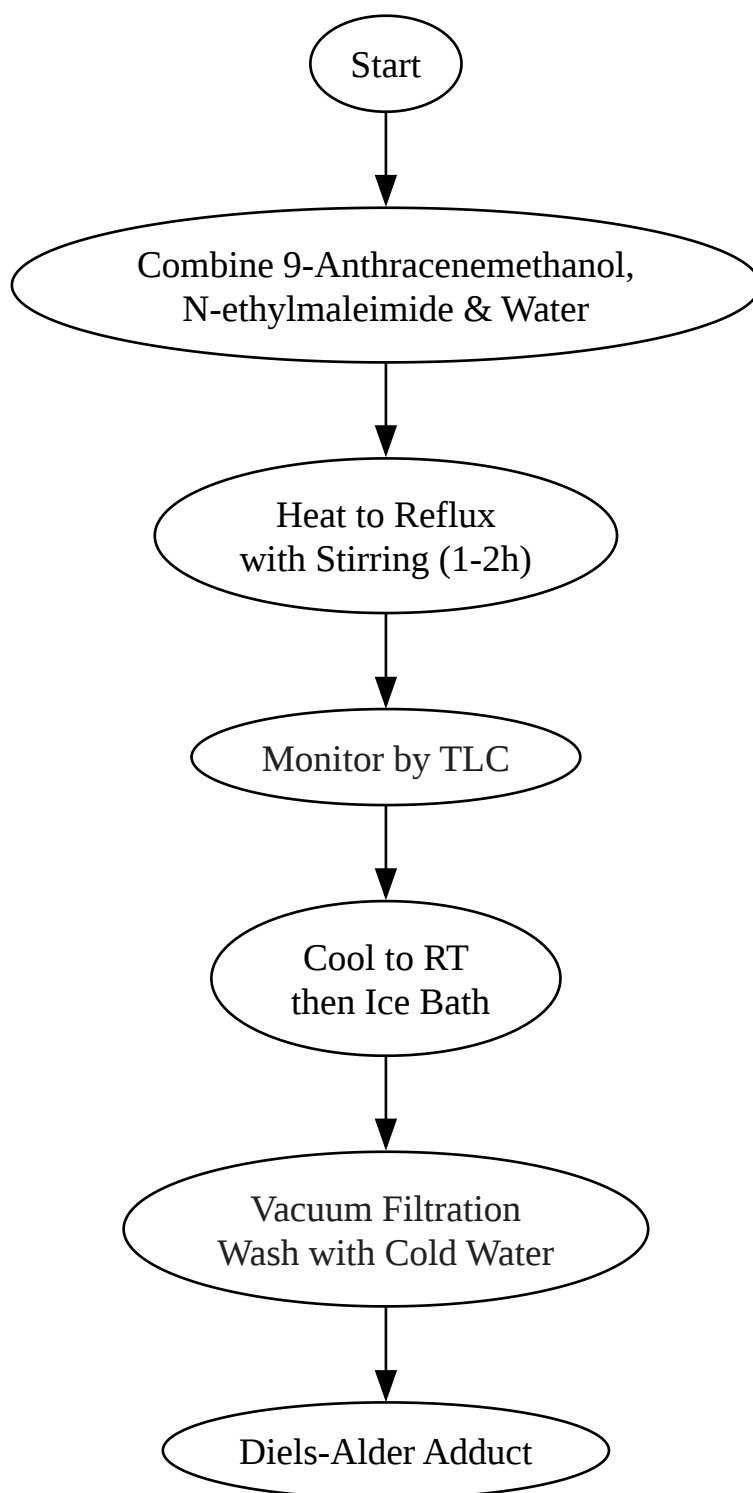 Start
Combine 9-Anthracenemethanol,
N-ethylmaleimide & Water
Heat to Reflux
with Stirring (1-2h)
Monitor by TLC
Cool to RT
then Ice Bath
Vacuum Filtration
Wash with Cold Water
Diels-Alder Adduct